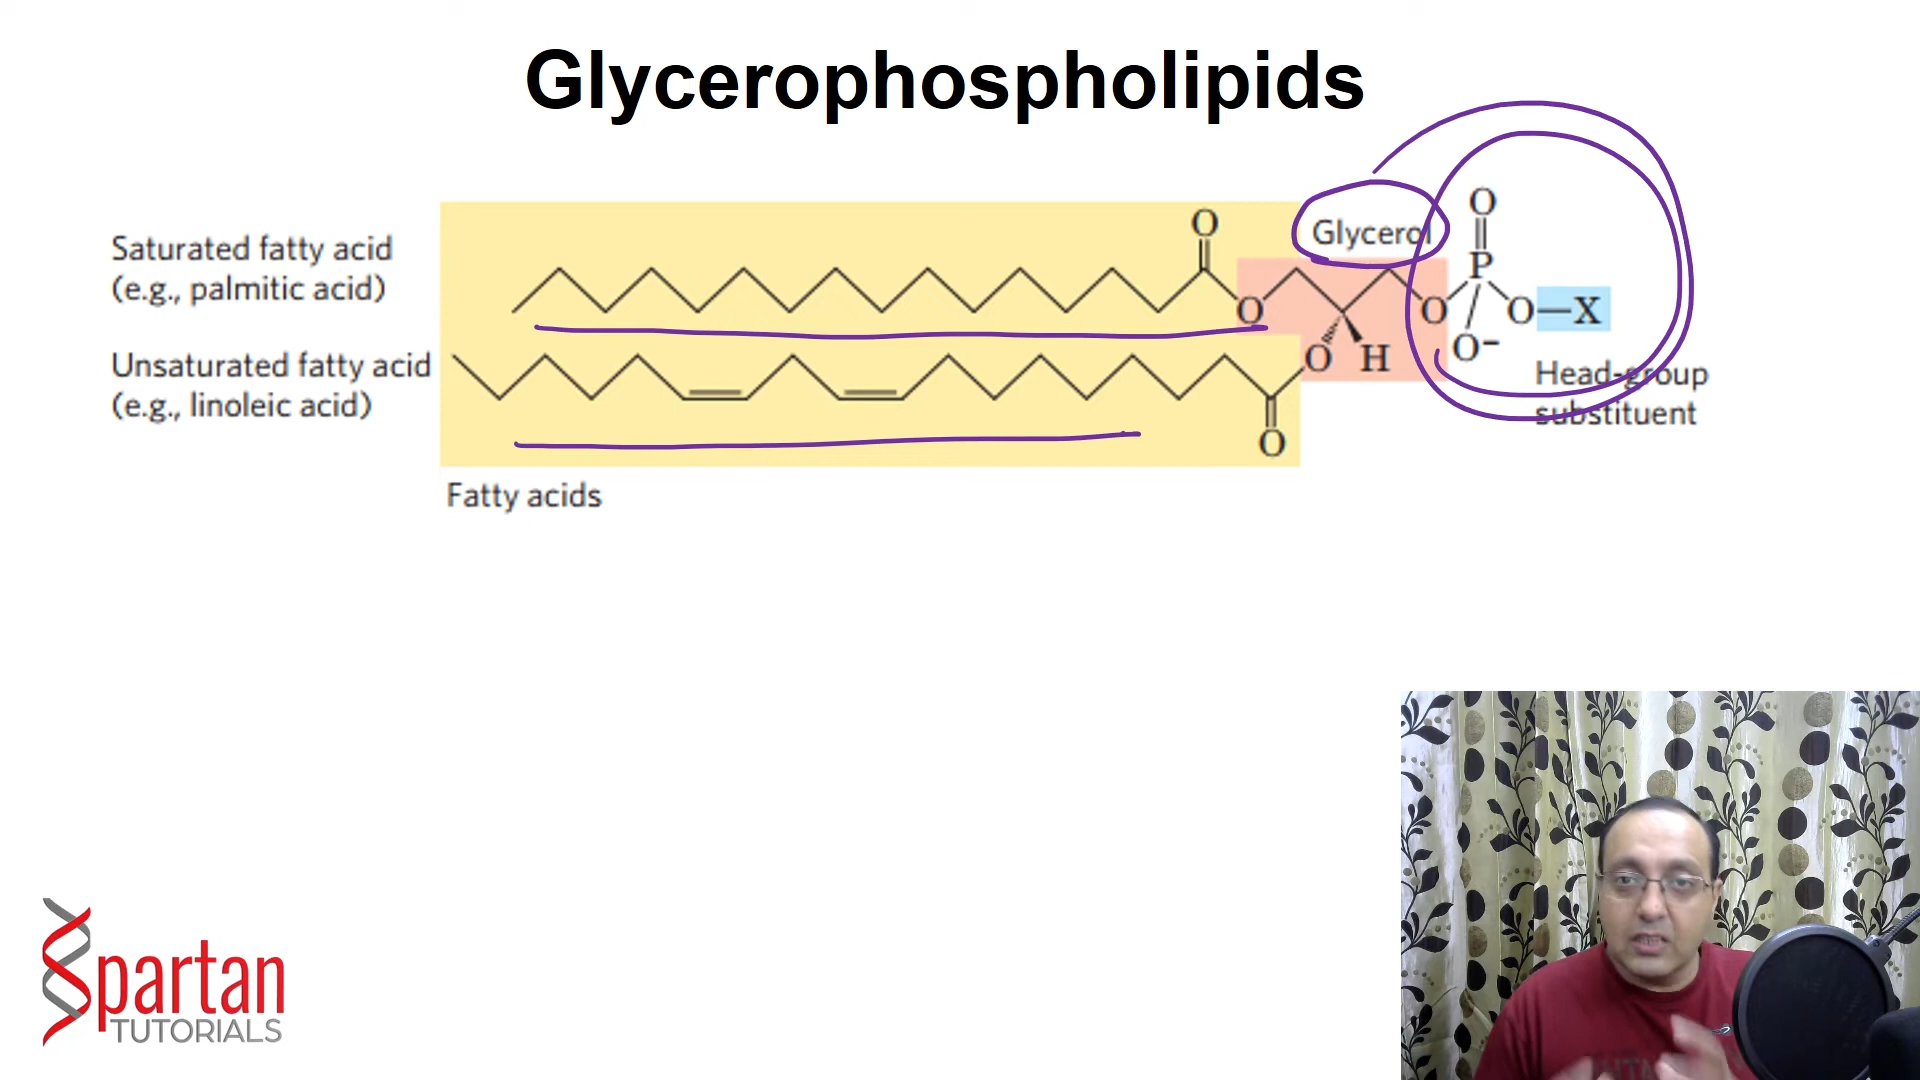 Glycerophospholipids
Saturated fatty acid
(e.g., palmitic acid)
Unsaturated fatty acid
(e.g., linoleic acid)
O
O
O
H
O
Glycerol
O
O
P
O⁻
O—X
Head-group
substituent
Fatty acids
Spartan
TUTORIALS